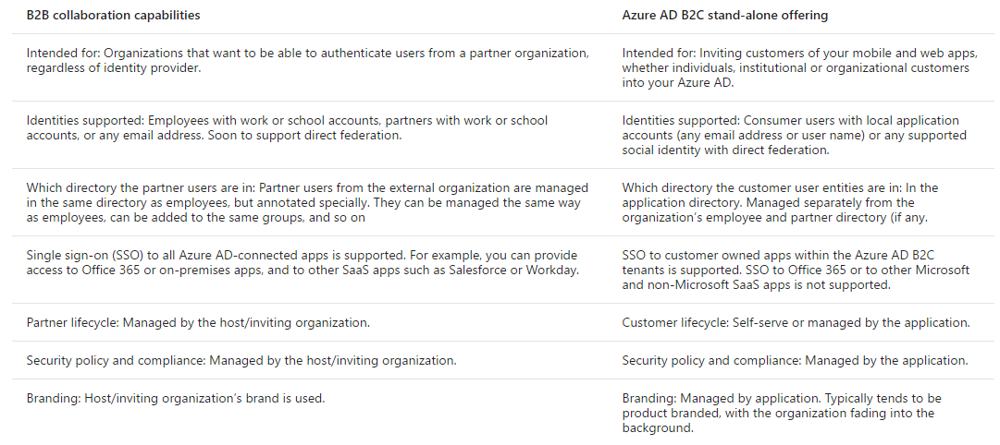 B2B collaboration capabilities
Azure AD B2C stand-alone offering
Intended for: Organizations that want to be able to authenticate users from a partner organization,
regardless of identity provider.
Intended for: Inviting customers of your mobile and web apps,
whether individuals, institutional or organizational customers
into your Azure AD.
Identities supported: Employees with work or school accounts, partners with work or school
accounts, or any email address. Soon to support direct federation.
Identities supported: Consumer users with local application
accounts (any email address or user name) or any supported
social identity with direct federation.
Which directory the partner users are in: Partner users from the external organization are managed
in the same directory as employees, but annotated specially. They can be managed the same way
as employees, can be added to the same groups, and so on
Which directory the customer user entities are in: In the
application directory. Managed separately from the
organization’s employee and partner directory (if any.
Single sign-on (SSO) to all Azure AD-connected apps is supported. For example, you can provide
access to Office 365 or on-premises apps, and to other SaaS apps such as Salesforce or Workday.
SSO to customer owned apps within the Azure AD B2C
tenants is supported. SSO to Office 365 or to other Microsoft
and non-Microsoft SaaS apps is not supported.
Partner lifecycle: Managed by the host/inviting organization.
Customer lifecycle: Self-serve or managed by the application.
Security policy and compliance: Managed by the host/inviting organization.
Security policy and compliance: Managed by the application.
Branding: Host/inviting organization’s brand is used.
Branding: Managed by application. Typically tends to be
product branded, with the organization fading into the
background.